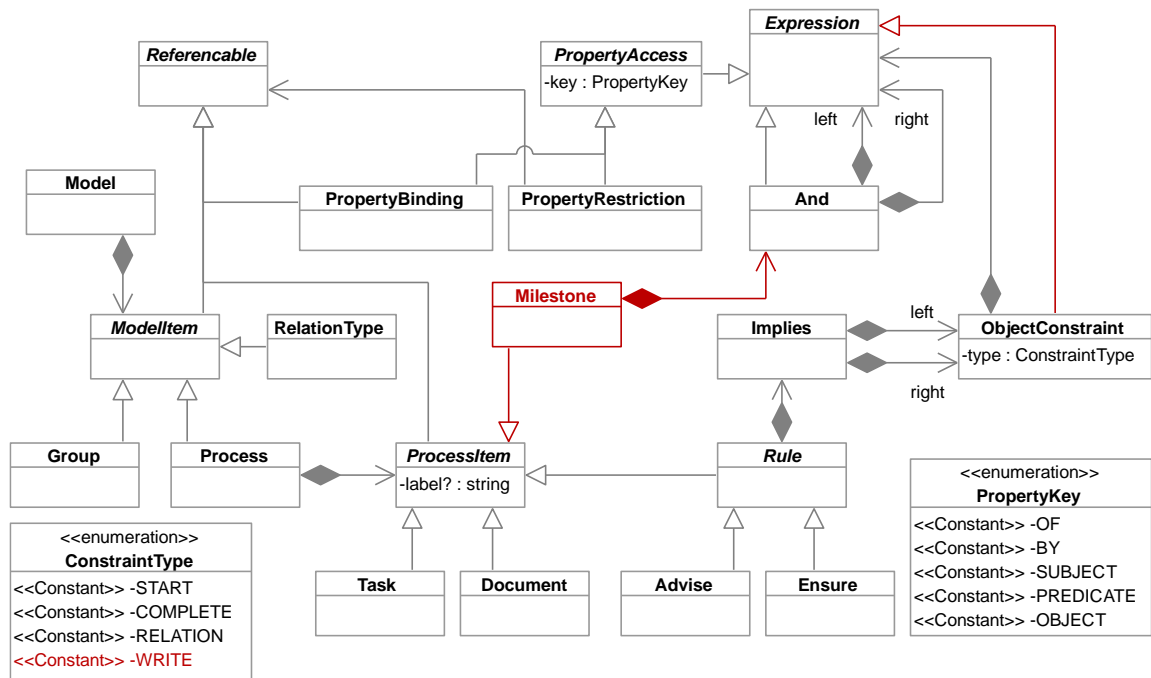 Expression
Referencable
PropertyAccess
-key : PropertyKey
left
right
Model
PropertyBinding
PropertyRestriction
And
Milestone
ModelItem
RelationType
Implies
left
ObjectConstraint
-type : ConstraintType
right
Group
Process
ProcessItem
-label? : string
Rule
<<enumeration>>
PropertyKey
<<Constant>> -OF
<<Constant>> -BY
<<Constant>> -SUBJECT
<<Constant>> -PREDICATE
<<Constant>> -OBJECT
<<enumeration>>
ConstraintType
<<Constant>> -START
<<Constant>> -COMPLETE
<<Constant>> -RELATION
<<Constant>> -WRITE
Task
Document
Advise
Ensure